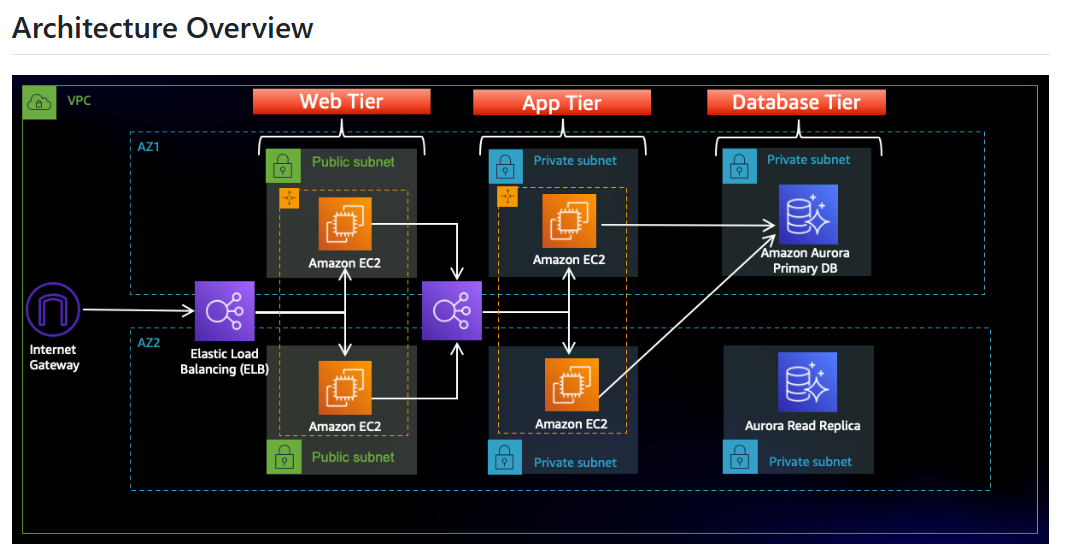 Architecture Overview
VPC
Web Tier
App Tier
Database Tier
AZ1
Public subnet
Private subnet
Private subnet
Amazon EC2
Amazon EC2
Amazon Aurora
Primary DB
Internet
Gateway
Elastic Load
Balancing (ELB)
AZ2
Amazon EC2
Amazon EC2
Aurora Read Replica
Public subnet
Private subnet
Private subnet